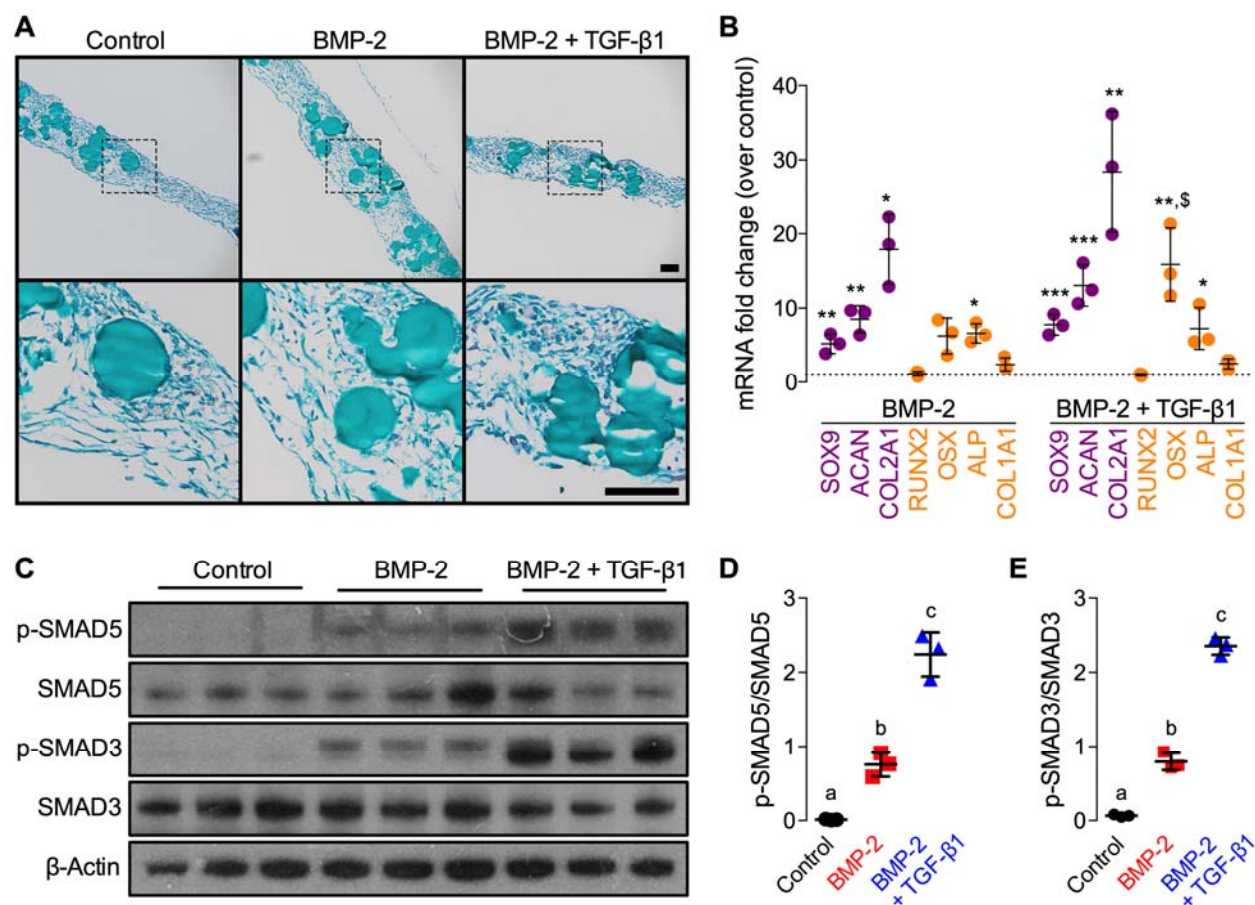 A
Control
BMP-2
BMP-2 + TGF-β1
B
mRNA fold change (over control)
40
30
20
10
0
**
**
*
*
***
***
**
**,$
*
BMP-2
BMP-2 + TGF-β1
SOX9
ACAN
COL2A1
RUNX2
OSX
ALP
COL1A1
SOX9
ACAN
COL2A1
RUNX2
OSX
ALP
COL1A1
C
Control
BMP-2
BMP-2 + TGF-β1
p-SMAD5
SMAD5
p-SMAD3
SMAD3
β-Actin
D
p-SMAD5/SMAD5
3
2
1
0
a
b
c
Control
BMP-2
BMP-2
+ TGF-β1
E
p-SMAD3/SMAD3
3
2
1
0
a
b
c
Control
BMP-2
BMP-2
+ TGF-β1